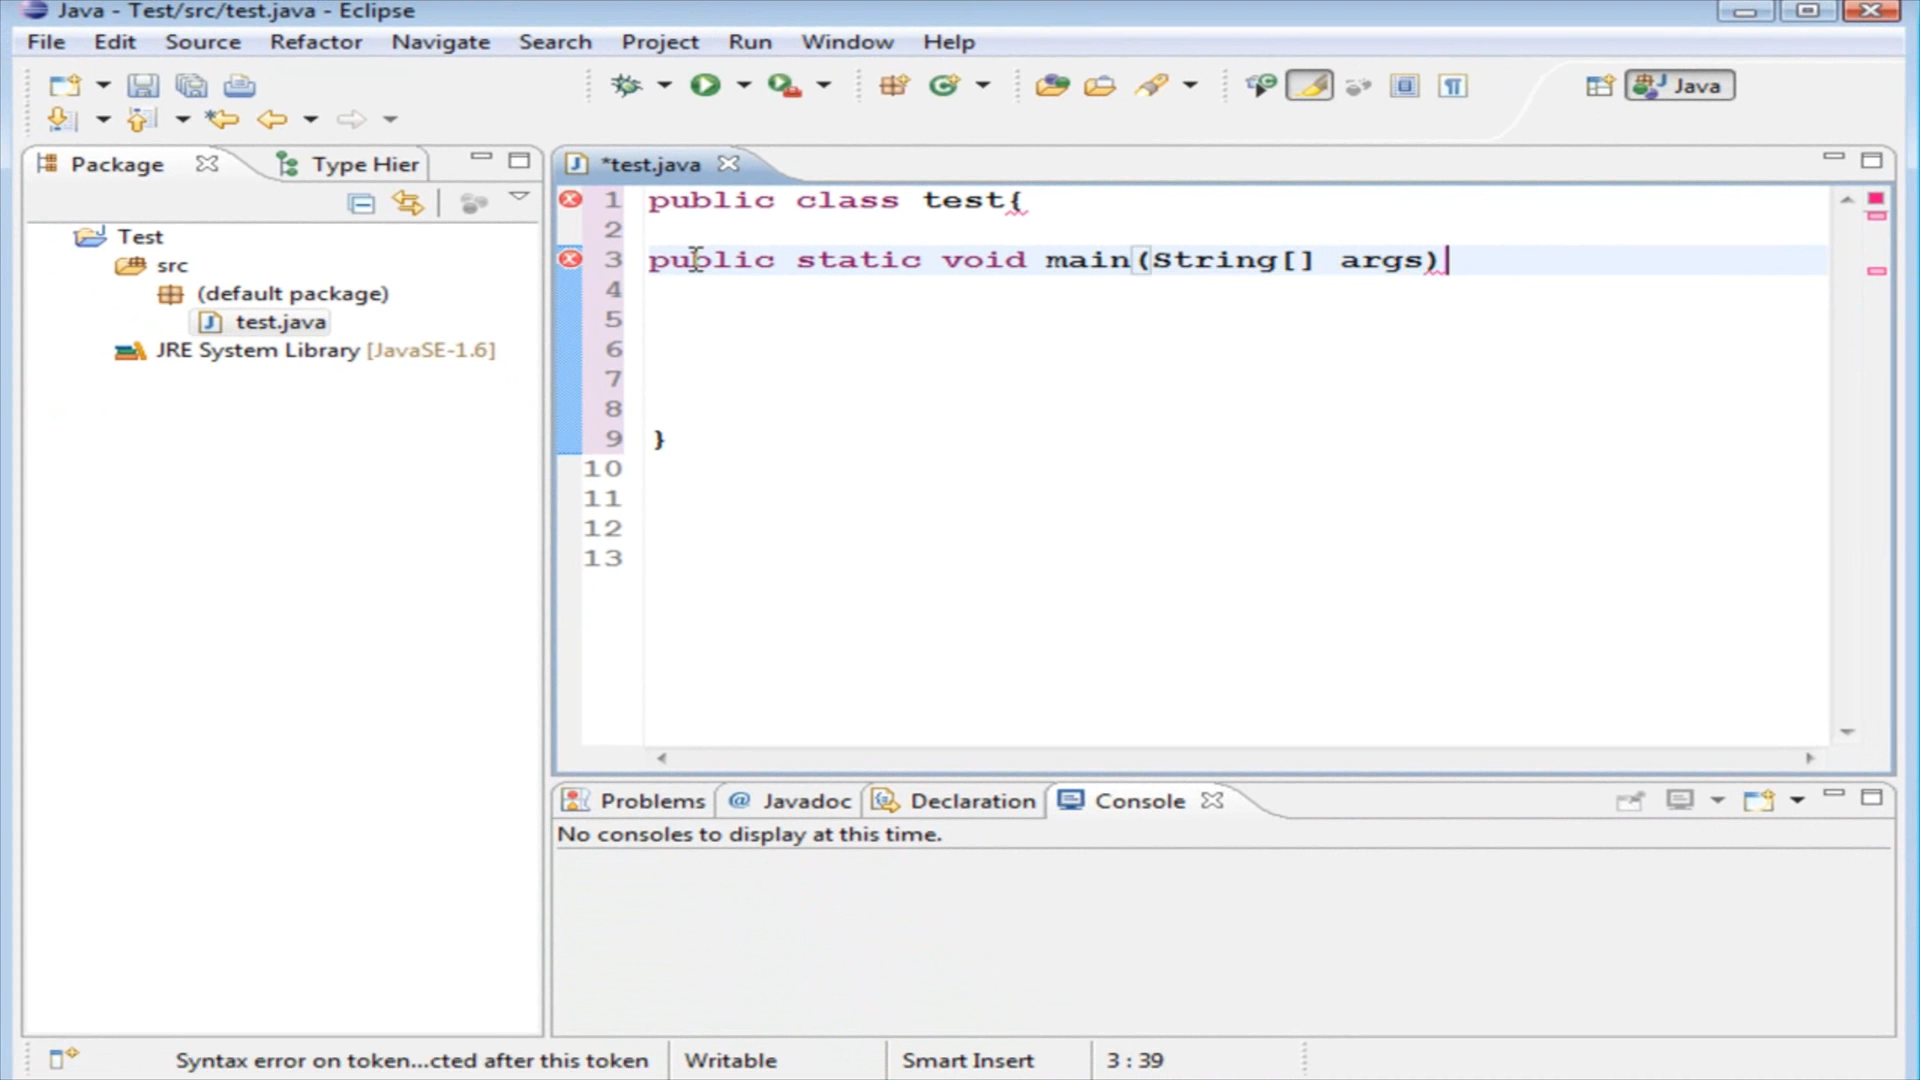 Java - Test/src/test.java - Eclipse
File Edit Source Refactor Navigate Search Project Run Window Help
Java
Package Type Hier
Test
src
(default package)
test.java
JRE System Library [JavaSE-1.6]
*test.java
1 public class test{
2
3 public static void main(String[] args)
4
5
6
7
8
9 }
10
11
12
13
Problems @ Javadoc Declaration Console
No consoles to display at this time.
Syntax error on token...cted after this token Writable Smart Insert 3 : 39